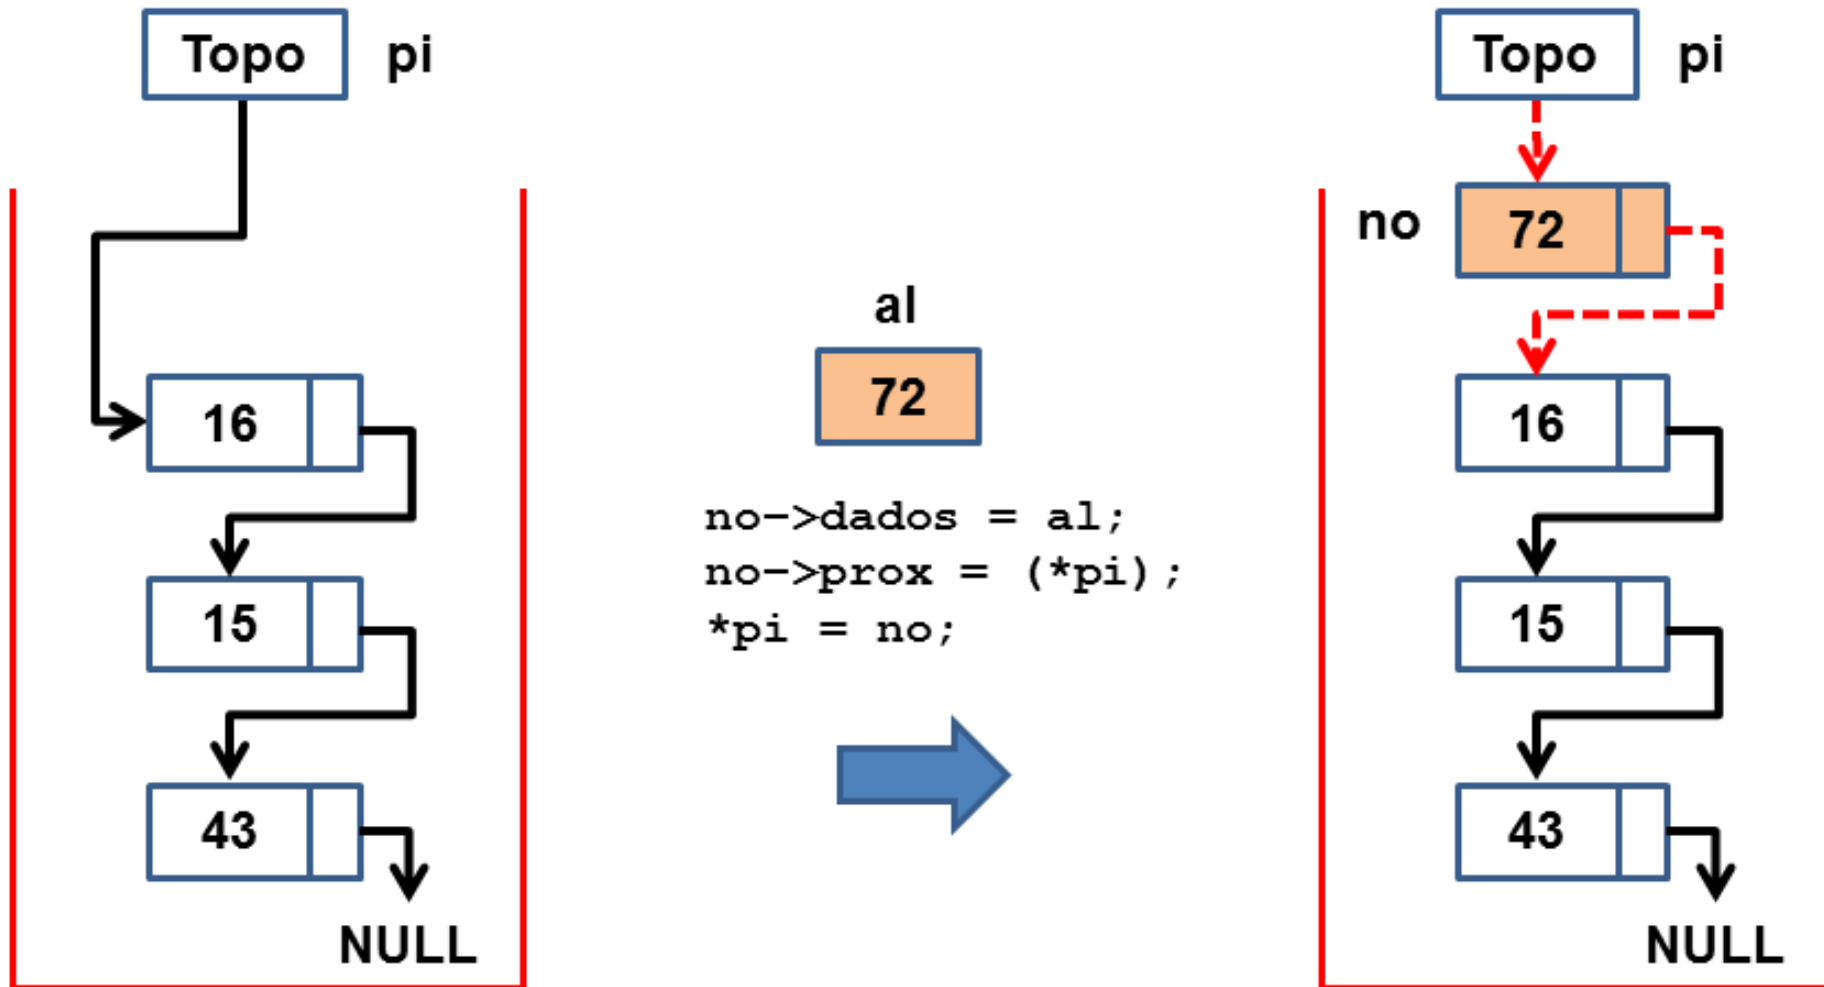 Topo pi
16
15
43
NULL
al
72
no->dados = al;
no->prox = (*pi);
*pi = no;
Topo pi
no 72
16
15
43
NULL